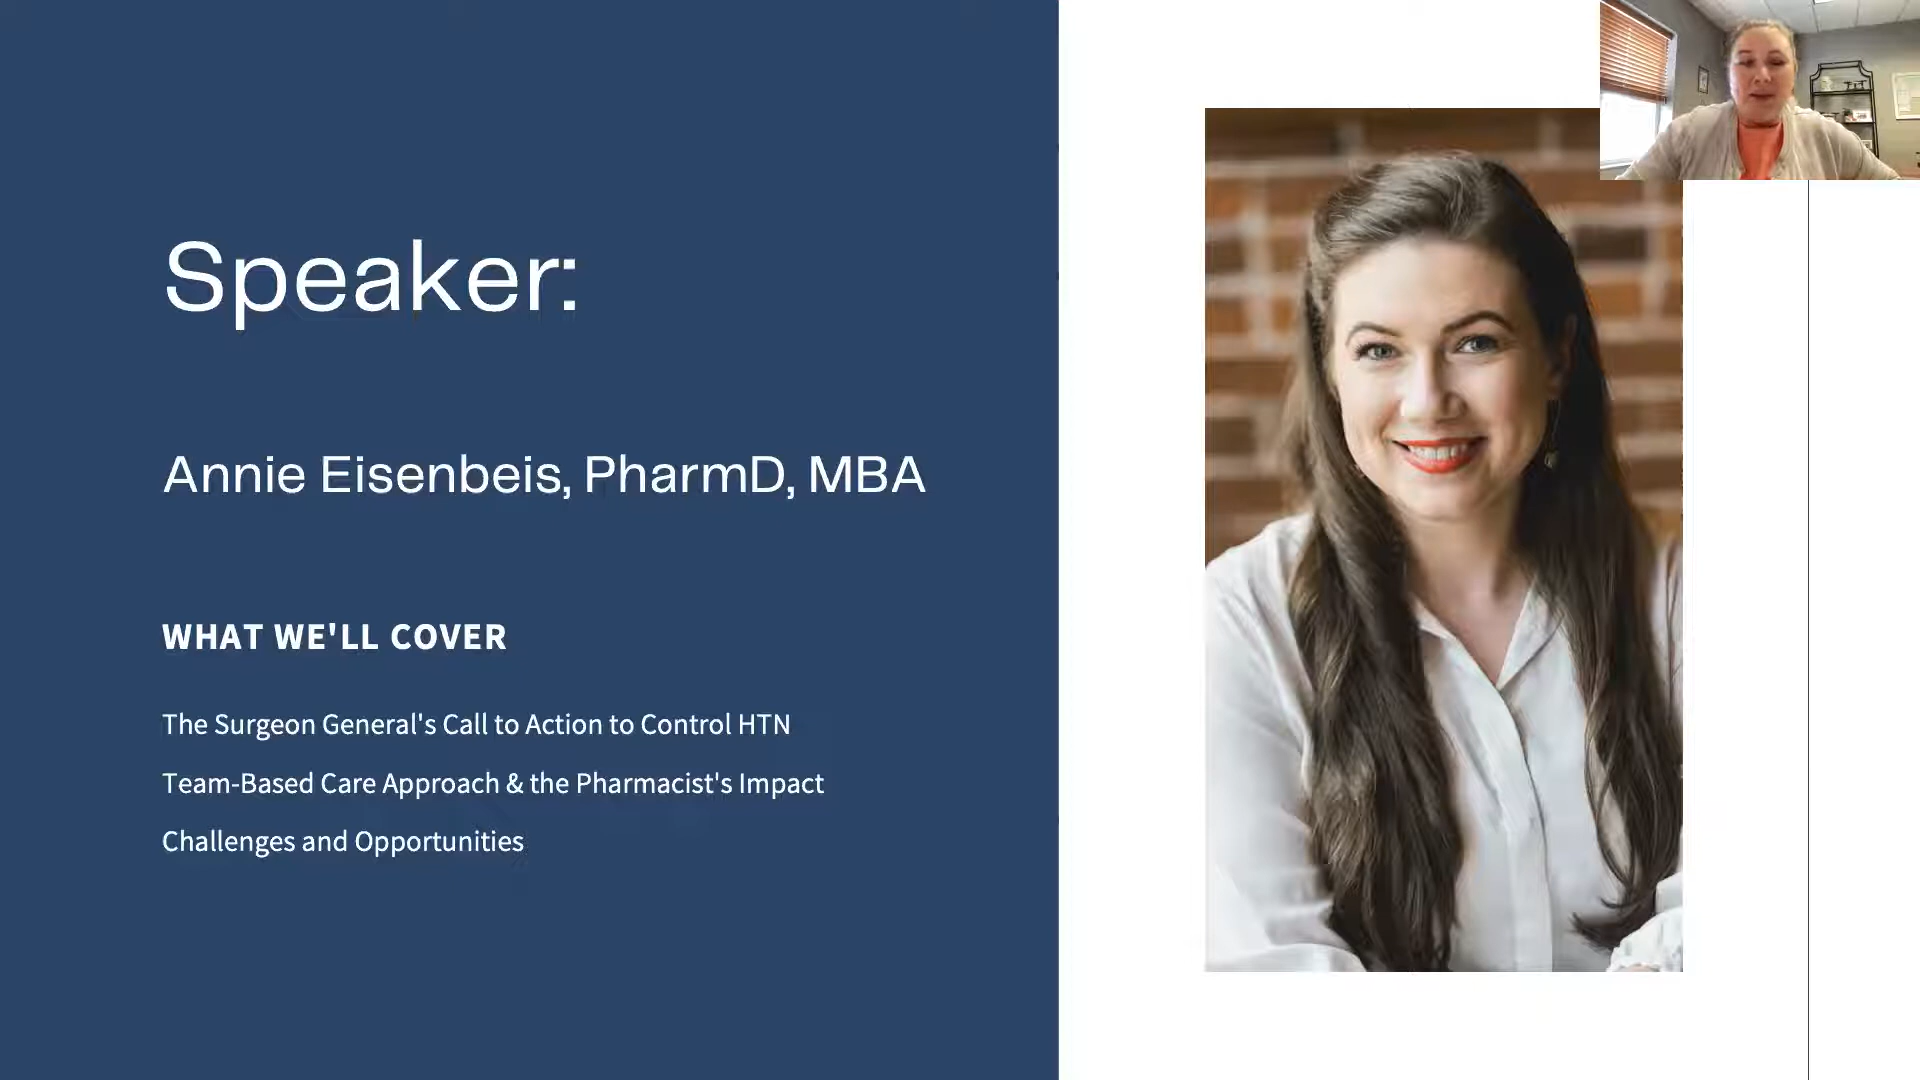 Speaker:
Annie Eisenbeis, PharmD, MBA
WHAT WE'LL COVER
The Surgeon General's Call to Action to Control HTN
Team-Based Care Approach & the Pharmacist's Impact
Challenges and Opportunities